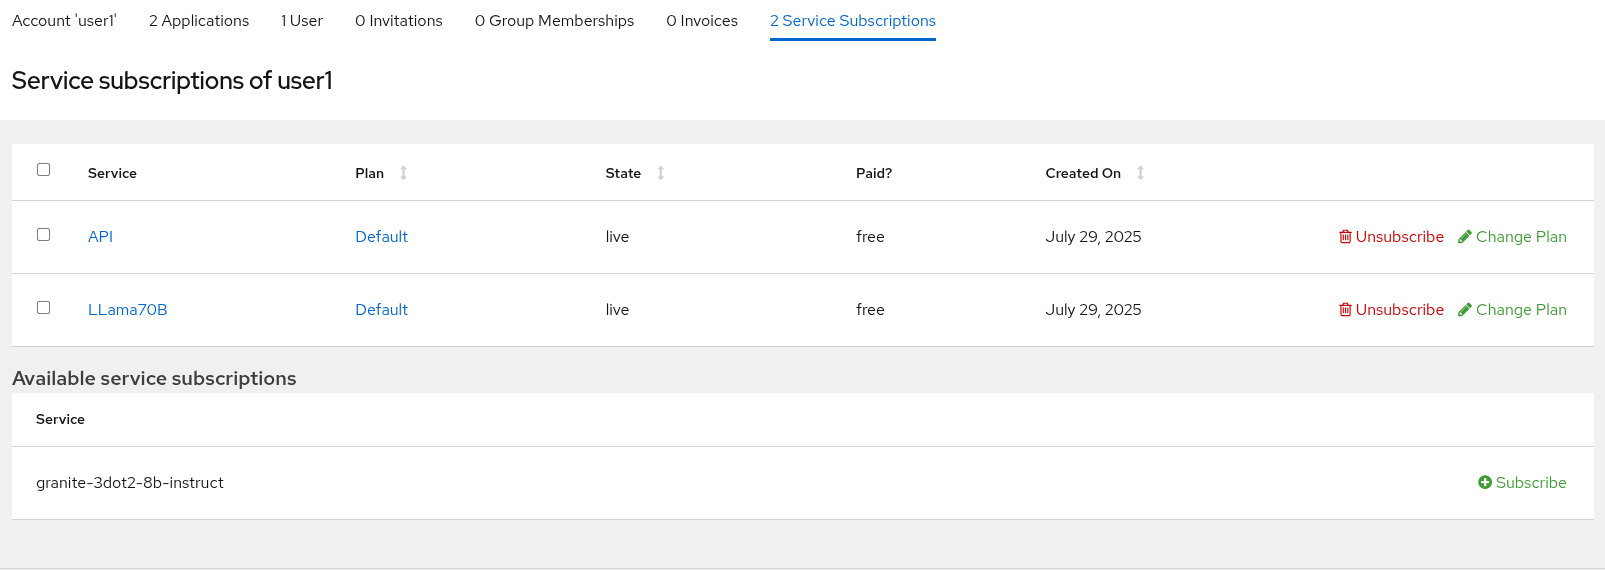 Account 'user1' 2 Applications 1 User 0 Invitations 0 Group Memberships 0 Invoices 2 Service Subscriptions
Service subscriptions of user1
Service Plan State Paid? Created On
API Default live free July 29, 2025 Unsubscribe Change Plan
LLama70B Default live free July 29, 2025 Unsubscribe Change Plan
Available service subscriptions
Service
granite-3dot2-8b-instruct Subscribe